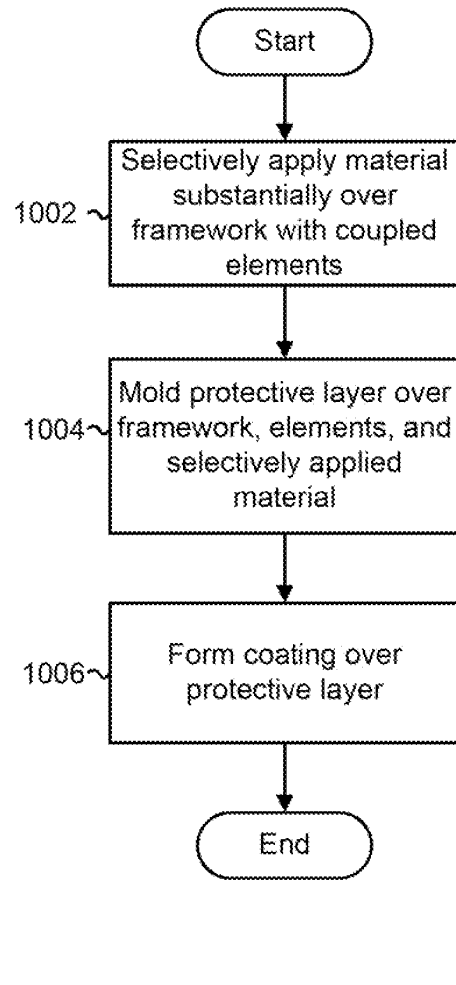 Start
Selectively apply material
substantially over
1002
framework with coupled
elements
Mold protective layer over
1004
framework, elements, and
selectively applied
material
Form coating over
1006
protective layer
End